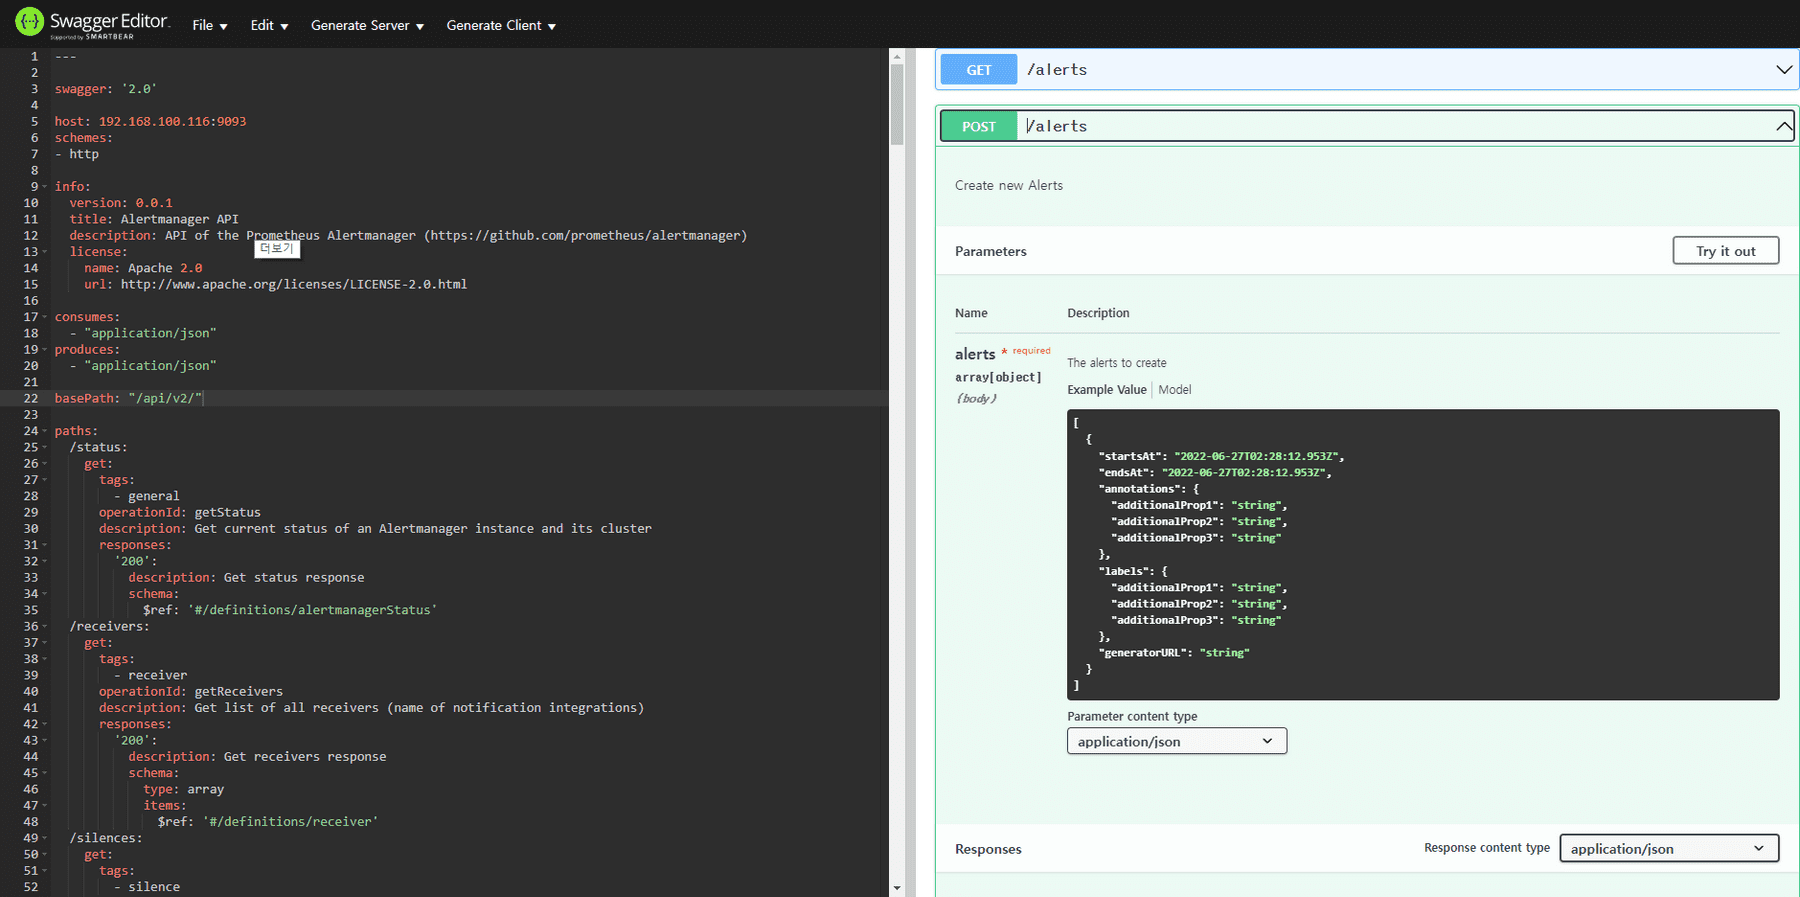 Swagger Editor
Supported by SMARTBEAR
File
Edit
Generate Server
Generate Client
1 ---
2
3 swagger: '2.0'
4
5 host: 192.168.100.116:9093
6 schemes:
7 - http
8
9 info:
10 version: 0.0.1
11 title: Alertmanager API
12 description: API of the Prometheus Alertmanager (https://github.com/prometheus/alertmanager)
더보기
13 license:
14 name: Apache 2.0
15 url: http://www.apache.org/licenses/LICENSE-2.0.html
16
17 consumes:
18 - "application/json"
19 produces:
20 - "application/json"
21
22 basePath: "/api/v2/"
23
24 paths:
25 /status:
26 get:
27 tags:
28 - general
29 operationId: getStatus
30 description: Get current status of an Alertmanager instance and its cluster
31 responses:
32 '200':
33 description: Get status response
34 schema:
35 $ref: '#/definitions/alertmanagerStatus'
36 /receivers:
37 get:
38 tags:
39 - receiver
40 operationId: getReceivers
41 description: Get list of all receivers (name of notification integrations)
42 responses:
43 '200':
44 description: Get receivers response
45 schema:
46 type: array
47 items:
48 $ref: '#/definitions/receiver'
49 /silences:
50 get:
51 tags:
52 - silence
GET /alerts
POST /alerts
Create new Alerts
Parameters
Try it out
Name Description
alerts * required
array[object]
(body)
The alerts to create
Example Value Model
[
{
"startsAt": "2022-06-27T02:28:12.953Z",
"endsAt": "2022-06-27T02:28:12.953Z",
"annotations": {
"additionalProp1": "string",
"additionalProp2": "string",
"additionalProp3": "string"
},
"labels": {
"additionalProp1": "string",
"additionalProp2": "string",
"additionalProp3": "string"
},
"generatorURL": "string"
}
]
Parameter content type
application/json
Responses
Response content type
application/json